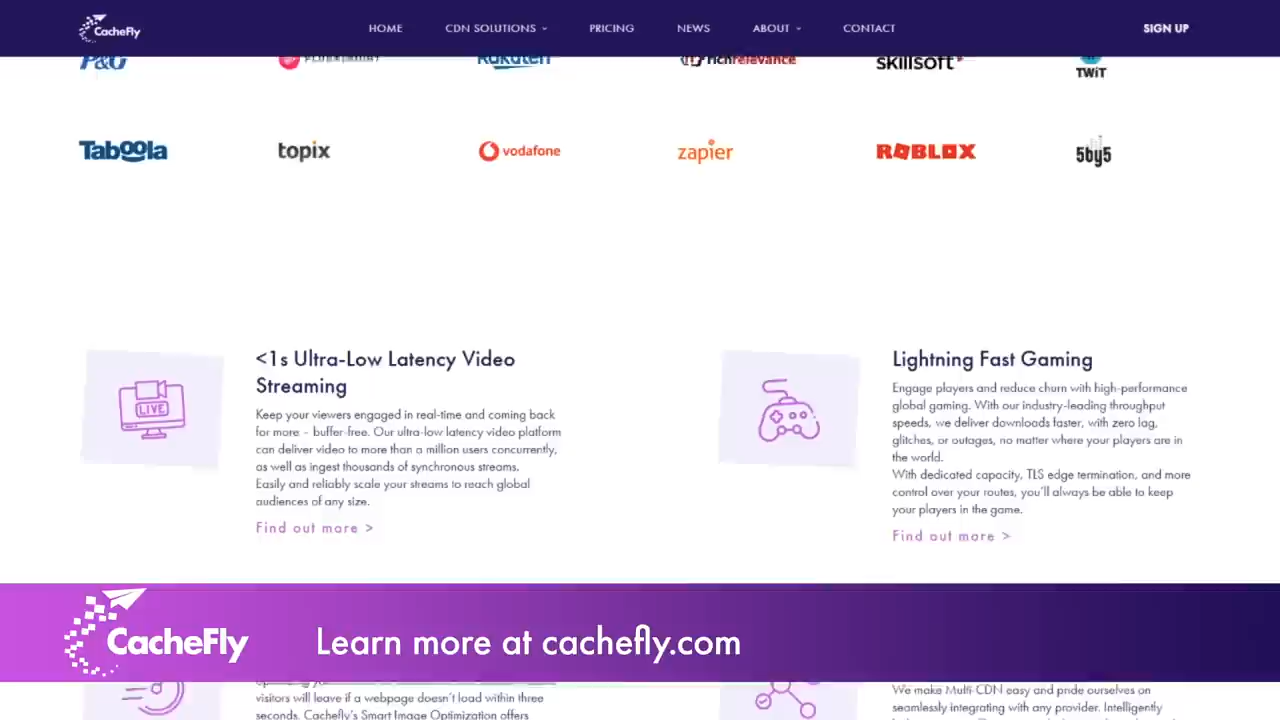 CacheFly
HOME CDN SOLUTIONS PRICING NEWS ABOUT CONTACT SIGN UP
P&G Rakuten richrelevance skillsoft TWiT
Taboola topix vodafone zapier ROBLOX 5by5
<1s Ultra-Low Latency Video
Streaming
Keep your viewers engaged in real-time and coming back
for more – buffer-free. Our ultra-low latency video platform
can deliver video to more than a million users concurrently,
as well as ingest thousands of synchronous streams.
Easily and reliably scale your streams to reach global
audiences of any size.
Find out more >
LIVE
Lightning Fast Gaming
Engage players and reduce churn with high-performance
global gaming. With our industry-leading throughput
speeds, we deliver downloads faster, with zero lag,
glitches, or outages, no matter where your players are in
the world.
With dedicated capacity, TLS edge termination, and more
control over your routes, you'll always be able to keep
your players in the game.
Find out more >
CacheFly
Learn more at cachefly.com
visitors will leave if a webpage doesn't load within three
seconds. Cachefly's Smart Image Optimization offers
We make Multi-CDN easy and pride ourselves on
seamlessly integrating with any provider. Intelligently